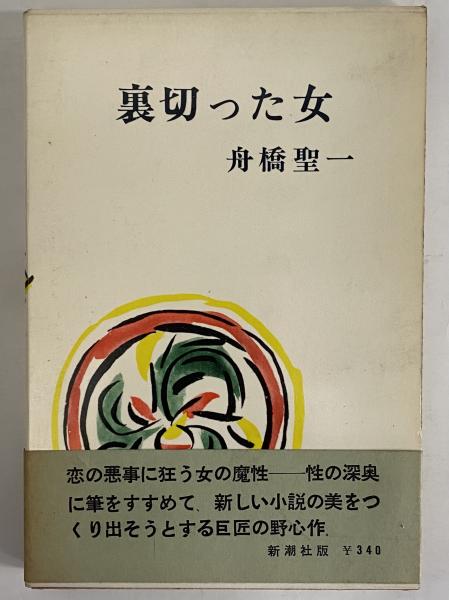 裏切った女
舟橋聖一
恋の悪事に狂う女の魔性――性の深奥
に筆をすすめて、新しい小説の美をつ
くり出そうとする巨匠の野心作。
新潮社版 ￥340